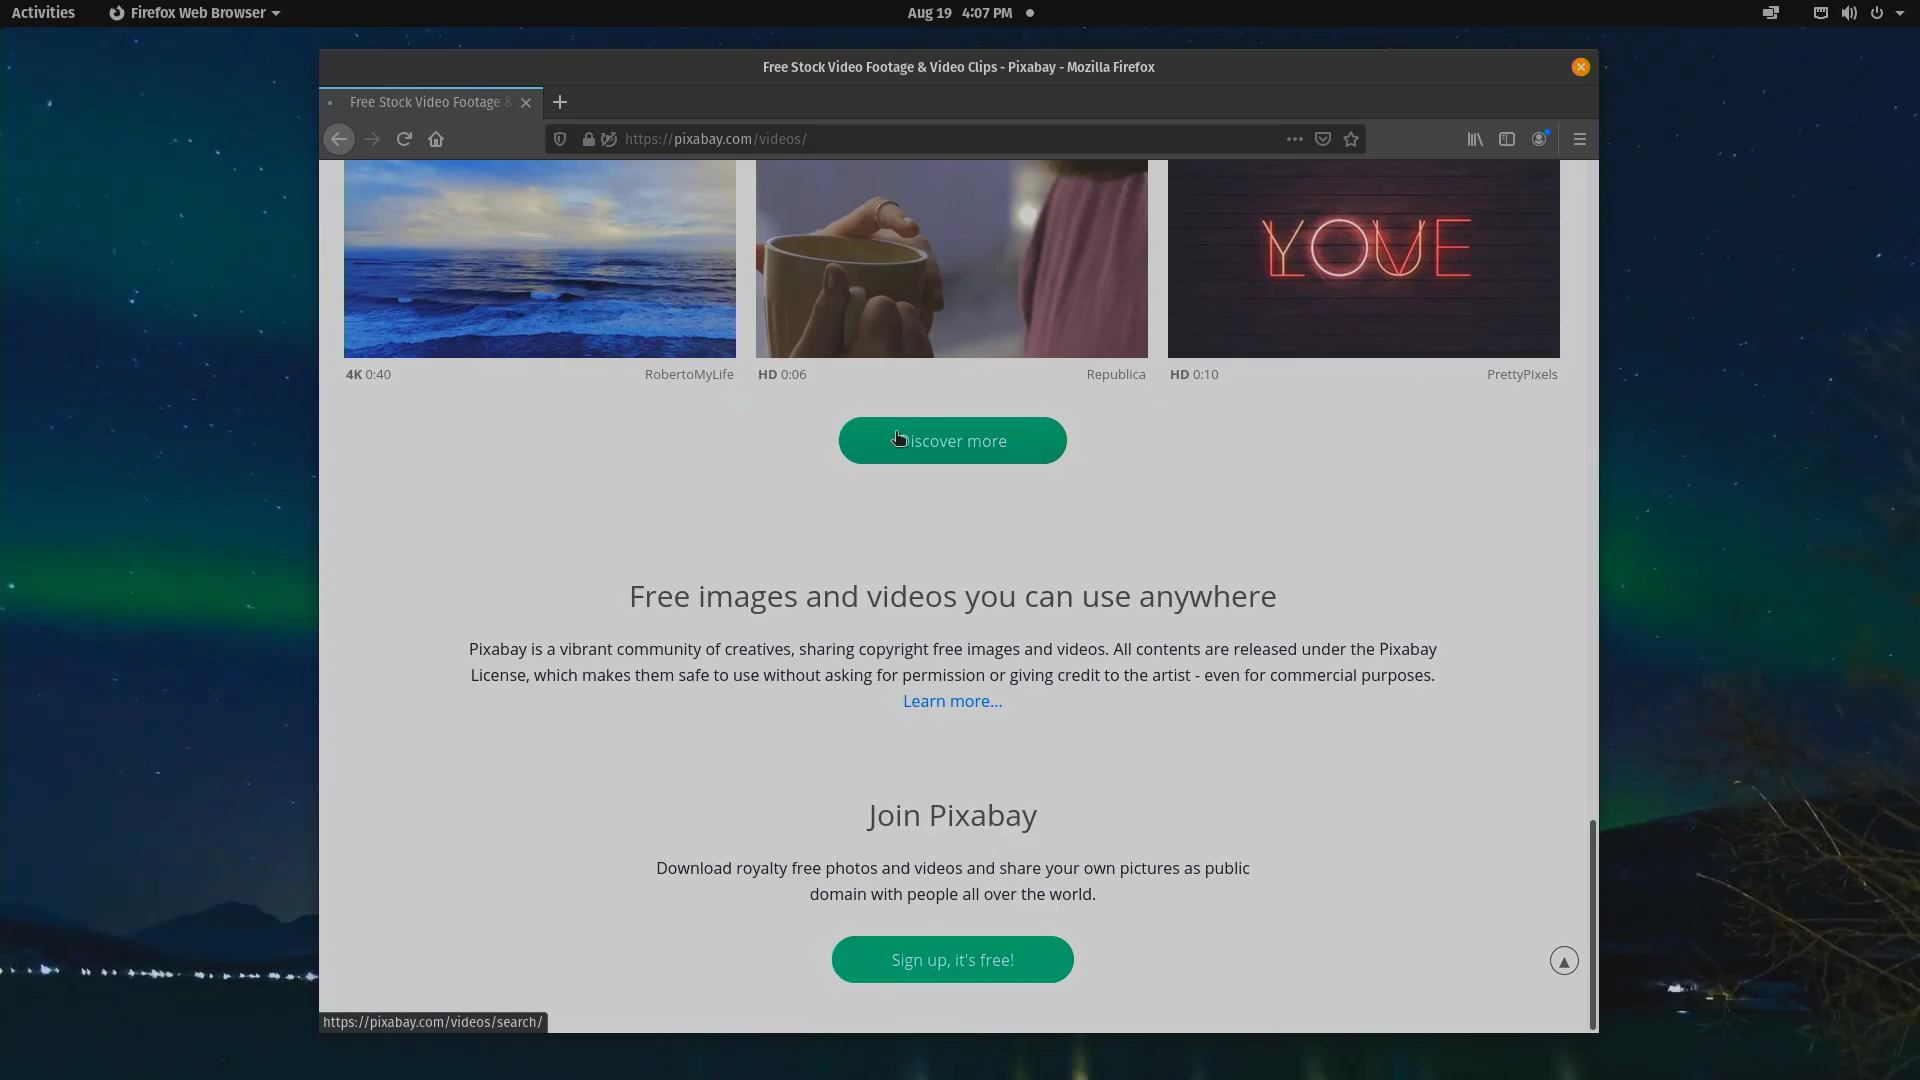 Activities
Firefox Web Browser
Aug 19 4:07 PM
Free Stock Video Footage & Video Clips - Pixabay - Mozilla Firefox
Free Stock Video Footage &
https://pixabay.com/videos/
YOVE
4K 0:40
RobertoMyLife
HD 0:06
Republica
HD 0:10
PrettyPixels
Discover more
Free images and videos you can use anywhere
Pixabay is a vibrant community of creatives, sharing copyright free images and videos. All contents are released under the Pixabay
License, which makes them safe to use without asking for permission or giving credit to the artist - even for commercial purposes.
Learn more...
Join Pixabay
Download royalty free photos and videos and share your own pictures as public
domain with people all over the world.
Sign up, it's free!
https://pixabay.com/videos/search/